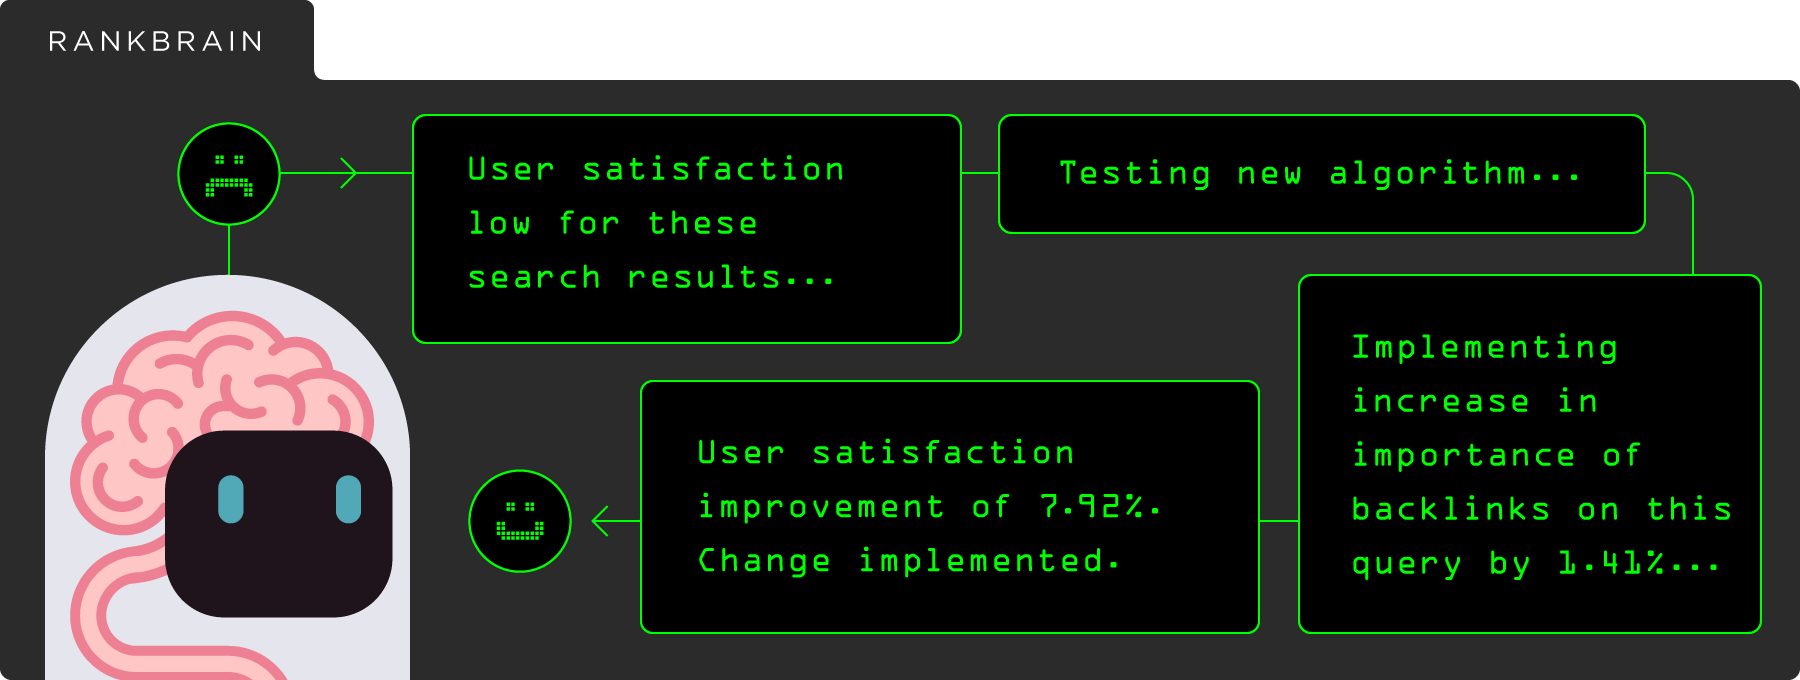 RANKBRAIN
User satisfaction
low for these
search results...
Testing new algorithm...
Implementing
increase in
importance of
backlinks on this
query by 1.41%...
User satisfaction
improvement of 7.92%.
Change implemented.